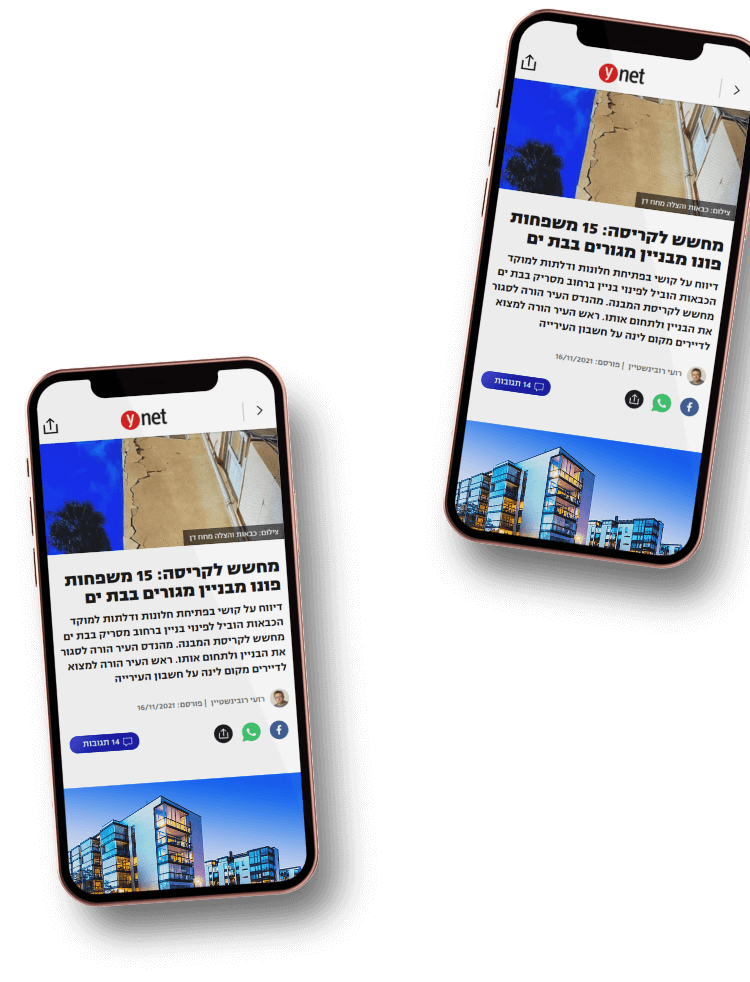 ynet
צילום: כבאות והצלה מחוז דן
מחשש לקריסה: 15 משפחות
פונו מבניין מגורים בבת ים
דיווח על קושי בפתיחת חלונות ודלתות למוקד
הכבאות הוביל לפינוי בניין ברחוב מסריק בבת ים
מחשש לקריסת המבנה. מהנדס העיר הורה לסגור
את הבניין ולתחום אותו. ראש העיר הורה למצוא
לדיירים מקום לינה על חשבון העירייה
רועי רובינשטיין | פורסם: 16/11/2021
14 תגובות
ynet
צילום: כבאות והצלה מחוז דן
מחשש לקריסה: 15 משפחות
פונו מבניין מגורים בבת ים
דיווח על קושי בפתיחת חלונות ודלתות למוקד
הכבאות הוביל לפינוי בניין ברחוב מסריק בבת ים
מחשש לקריסת המבנה. מהנדס העיר הורה לסגור
את הבניין ולתחום אותו. ראש העיר הורה למצוא
לדיירים מקום לינה על חשבון העירייה
רועי רובינשטיין | פורסם: 16/11/2021
14 תגובות